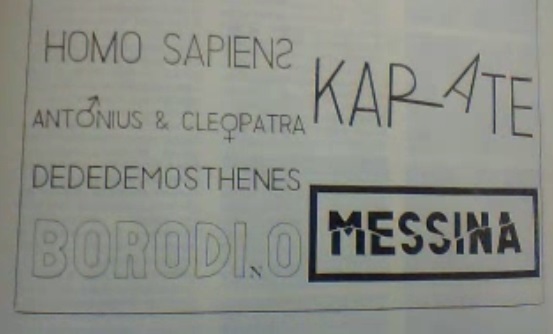 HOMO SAPIENS
ANTONIUS & CLEOPATRA
DEDEDEMOSTHENES
BORODINO
KARATE
MESSINA